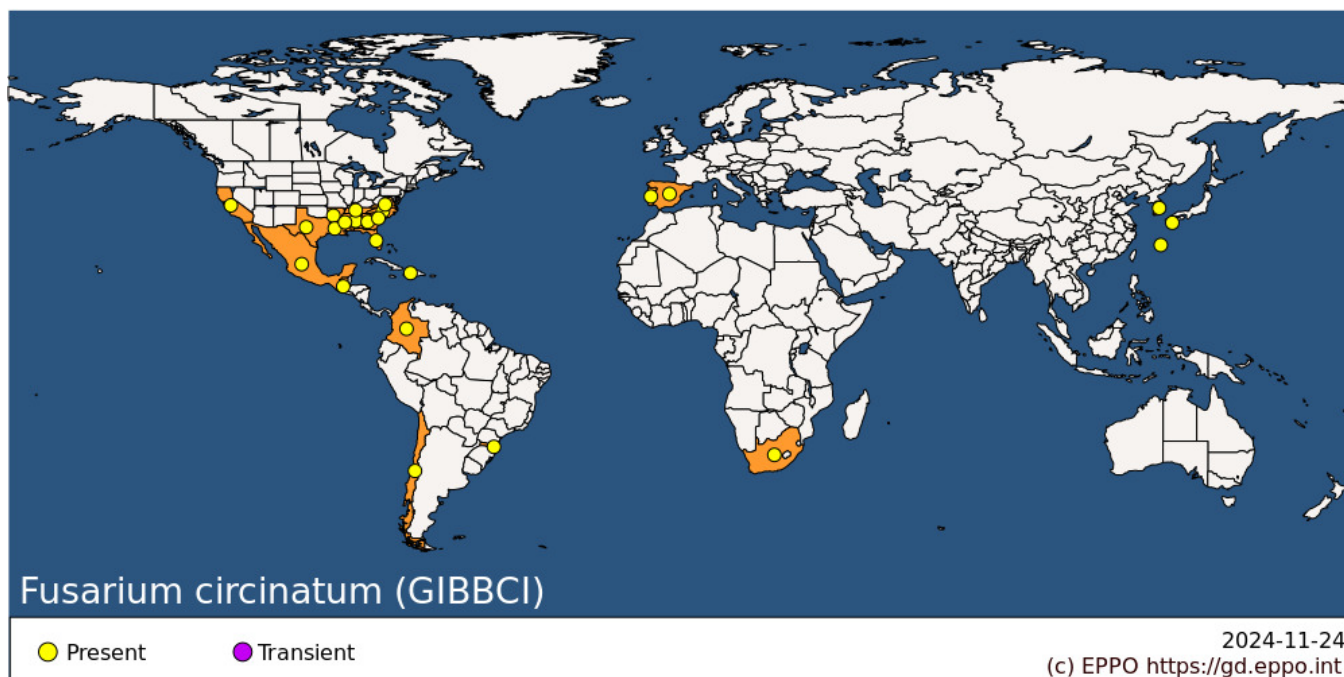 Fusarium circinatum (GIBBCI)
Present
Transient
2024-11-24
(c) EPPO https://gd.eppo.int